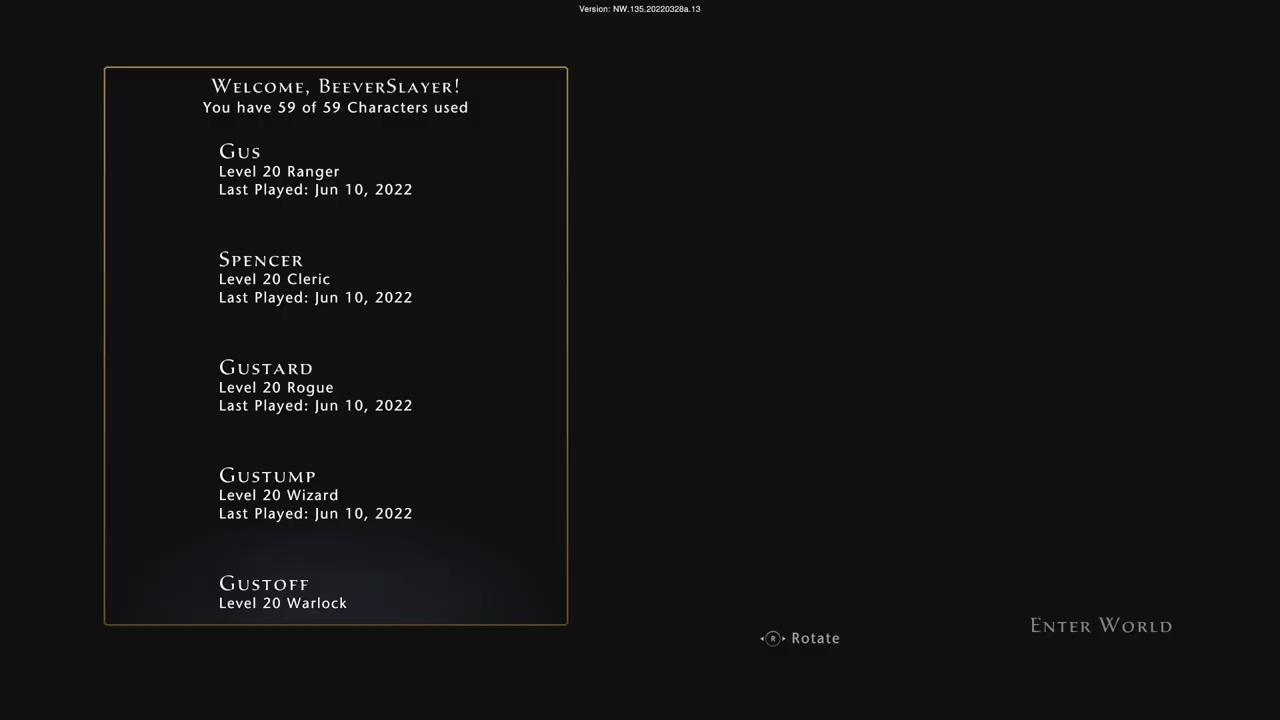 Version: NW.135.20220328a.13
Welcome, BeeverSlayer!
You have 59 of 59 Characters used
Gus
Level 20 Ranger
Last Played: Jun 10, 2022
Spencer
Level 20 Cleric
Last Played: Jun 10, 2022
Gustard
Level 20 Rogue
Last Played: Jun 10, 2022
Gustump
Level 20 Wizard
Last Played: Jun 10, 2022
Gustoff
Level 20 Warlock
R Rotate
Enter World